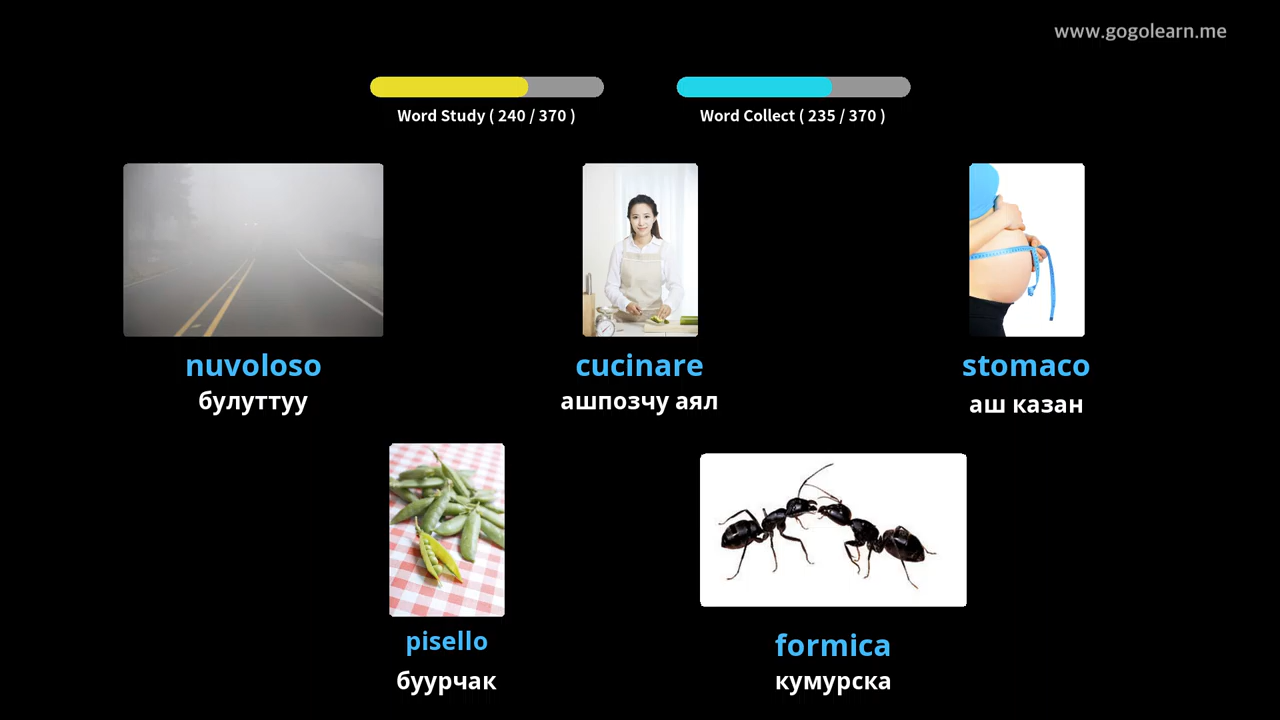 www.gogolearn.me
Word Study ( 240 / 370 )
Word Collect ( 235 / 370 )
nuvoloso
булуттуу
cucinare
ашпозчу аял
stomaco
аш казан
pisello
буурчак
formica
кумурска